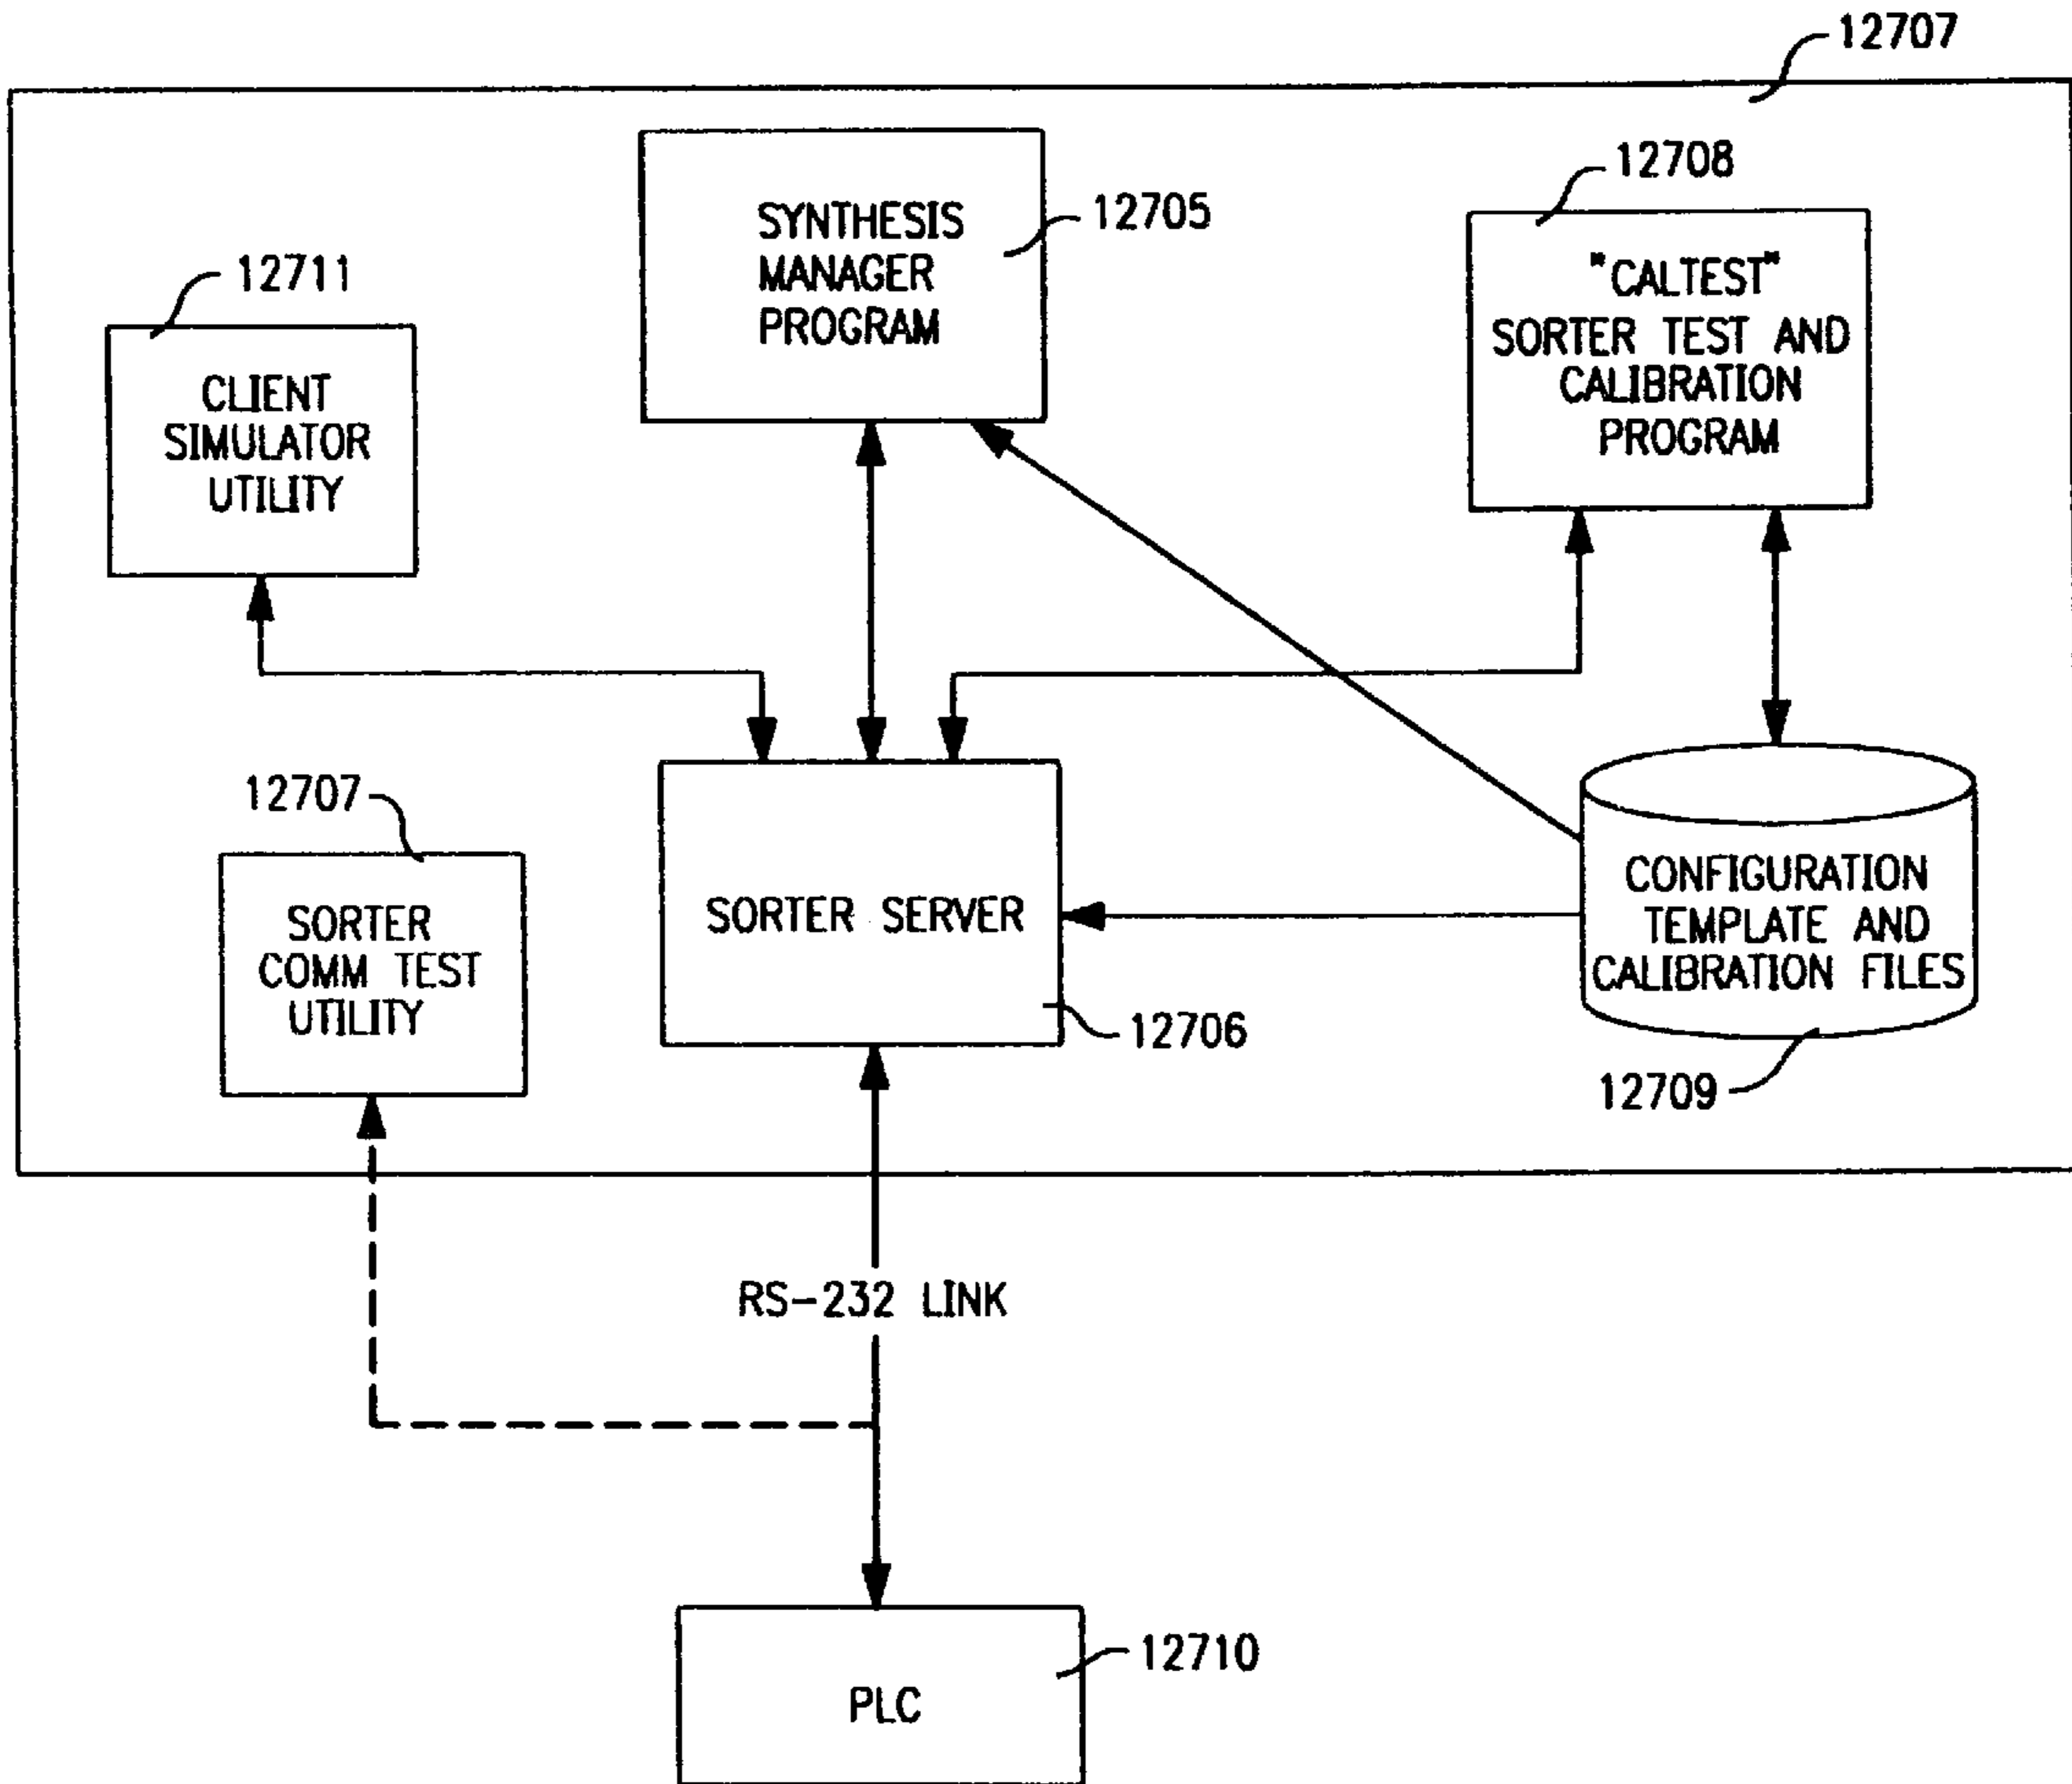 12707
SYNTHESIS
MANAGER
PROGRAM
12705
12708
"CALTEST"
SORTER TEST AND
CALIBRATION
PROGRAM
12711
CLIENT
SIMULATOR
UTILITY
12707
SORTER
COMM TEST
UTILITY
SORTER SERVER
12706
CONFIGURATION
TEMPLATE AND
CALIBRATION FILES
12709
RS-232 LINK
PLC
12710